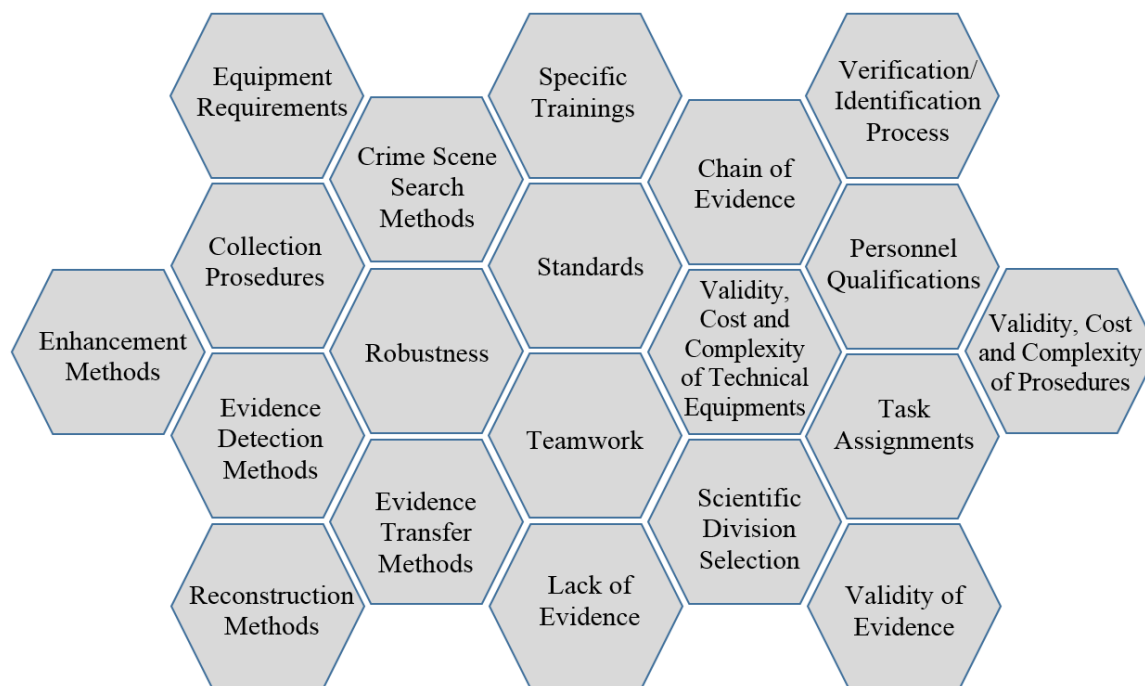 Equipment
Requirements
Specific
Trainings
Verification/
Identification
Process
Crime Scene
Search
Methods
Chain of
Evidence
Collection
Prosedures
Standards
Personnel
Qualifications
Enhancement
Methods
Robustness
Validity,
Cost and
Complexity
of Technical
Equipments
Validity, Cost
and Complexity
of Prosedures
Evidence
Detection
Methods
Teamwork
Task
Assignments
Evidence
Transfer
Methods
Scientific
Division
Selection
Reconstruction
Methods
Lack of
Evidence
Validity of
Evidence